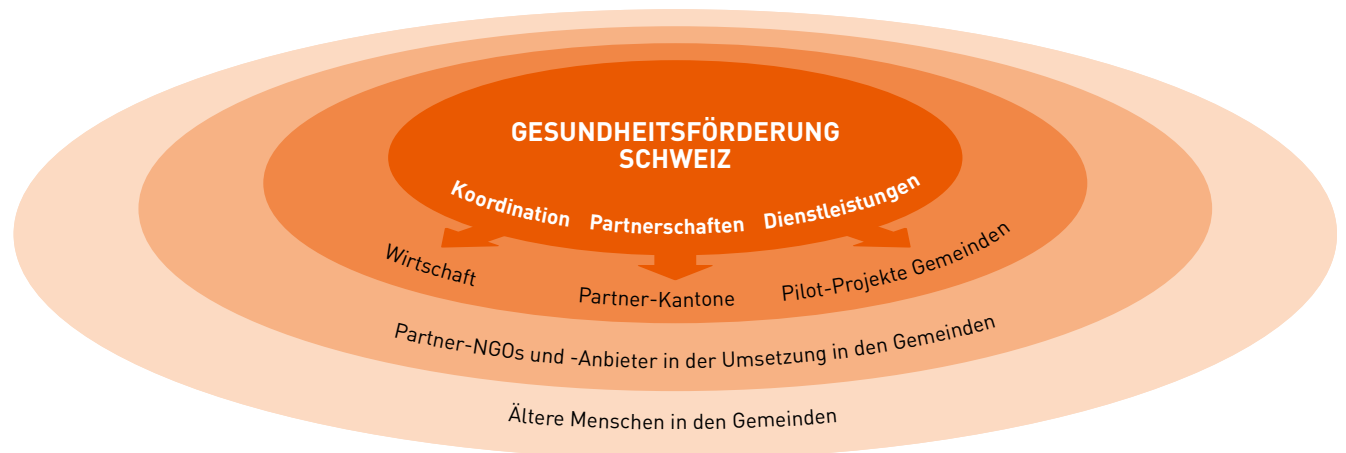 GESUNDHEITSFÖRDERUNG
SCHWEIZ
Koordination Partnerschaften Dienstleistungen
Wirtschaft Partner-Kantone Pilot-Projekte Gemeinden
Partner-NGOs und -Anbieter in der Umsetzung in den Gemeinden
Ältere Menschen in den Gemeinden